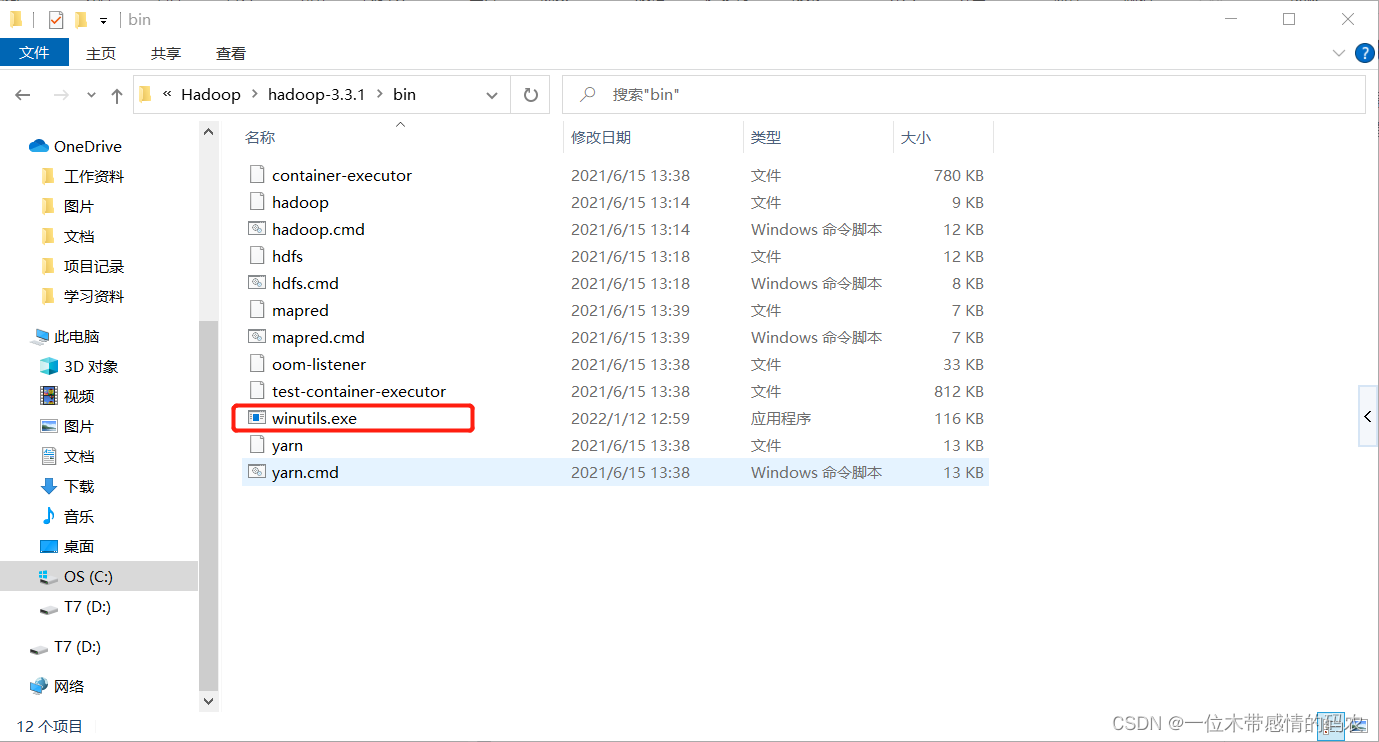 bin
文件 主页 共享 查看
« Hadoop > hadoop-3.3.1 > bin 搜索"bin"
OneDrive
工作资料
图片
文档
项目记录
学习资料
此电脑
3D 对象
视频
图片
文档
下载
音乐
桌面
OS (C:)
T7 (D:)
T7 (D:)
网络
名称 修改日期 类型 大小
container-executor 2021/6/15 13:38 文件 780 KB
hadoop 2021/6/15 13:14 文件 9 KB
hadoop.cmd 2021/6/15 13:14 Windows 命令脚本 12 KB
hdfs 2021/6/15 13:18 文件 12 KB
hdfs.cmd 2021/6/15 13:18 Windows 命令脚本 8 KB
mapred 2021/6/15 13:39 文件 7 KB
mapred.cmd 2021/6/15 13:39 Windows 命令脚本 7 KB
oom-listener 2021/6/15 13:38 文件 33 KB
test-container-executor 2021/6/15 13:38 文件 812 KB
winutils.exe 2022/1/12 12:59 应用程序 116 KB
yarn 2021/6/15 13:38 文件 13 KB
yarn.cmd 2021/6/15 13:38 Windows 命令脚本 13 KB
12 个项目
CSDN @一位木带感情的码农